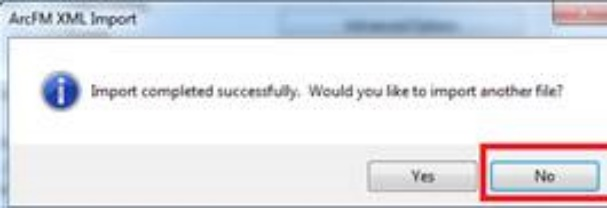 ArcFM XML Import
Import completed successfully. Would you like to import another file?
Yes
No